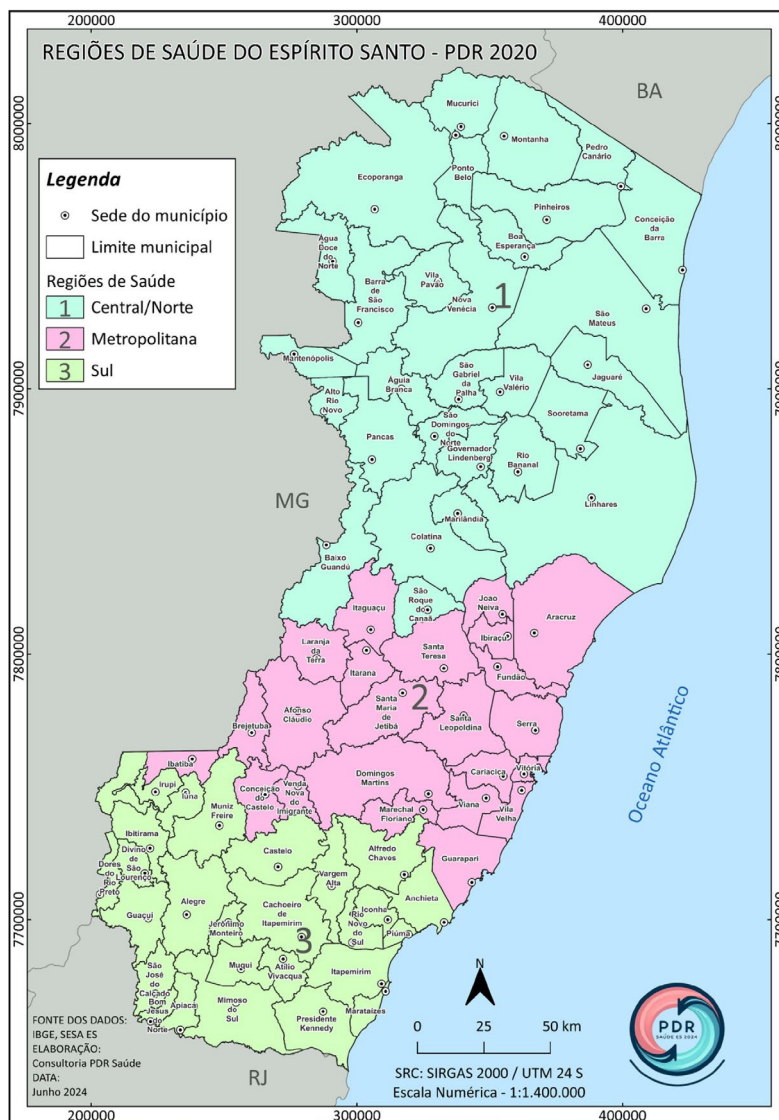 200000
300000
400000
REGIÕES DE SAÚDE DO ESPÍRITO SANTO - PDR 2020
BA
8000000
8000000
Legenda
Sede do município
Limite municipal
Regiões de Saúde
1 Central/Norte
2 Metropolitana
3 Sul
Mucurici
Montanha
Pedro
Canário
Ponto
Belo
Ecoporanga
Pinheiros
Conceição
da
Barra
Água
Doce
do
Norte
Boa
Esperança
Vila
Pavão
Barra
de
São
Francisco
Nova
Venécia
1
São
Mateus
Mantenópolis
Jaguaré
Águia
Branca
São
Gabriel
da
Palha
Vila
Valério
7900000
7900000
Alto
Rio
Novo
Sooretama
São
Domingos
do
Norte
Pancas
Governador
Lindenberg
Rio
Bananal
MG
Linhares
Marilândia
Colatina
Baixo
Guandú
São
Roque
do
Canaã
Itaguaçu
Joao
Neiva
Aracruz
Ibiraçu
7800000
7800000
Laranja
da
Terra
Santa
Teresa
Itarana
Fundão
Santa
Maria
de
Jetibá
2
Afonso
Cláudio
Santa
Leopoldina
Serra
Brejetuba
Oceano Atlântico
Ibatiba
Domingos
Martins
Cariacica
Vitória
Irupi
Iúna
Conceição
do
Castelo
Venda
Nova
do
Imigrante
Viana
Vila
Velha
Marechal
Floriano
Muniz
Freire
Ibitirama
Divino
de
São
Lourenço
Castelo
Alfredo
Chaves
Guarapari
Dores
do
Rio
Preto
Vargem
Alta
Anchieta
Guaçuí
Alegre
Cachoeiro
de
Itapemirim
Iconha
Rio
Novo
do
Sul
Piúma
7700000
7700000
Jerônimo
Monteiro
3
Muqui
Atilio
Vivacqua
Itapemirim
São
José
do
Calçado
Bom
Jesus
do
Norte
Apiacá
Mimoso
do
Sul
Presidente
Kennedy
Marataízes
N
0 25 50 km
PDR
SAÚDE ES 2024
FONTE DOS DADOS:
IBGE, SESA ES
ELABORAÇÃO:
Consultoria PDR Saúde
DATA:
Junho 2024
RJ
SRC: SIRGAS 2000 / UTM 24 S
Escala Numérica - 1:1.400.000
200000
300000
400000